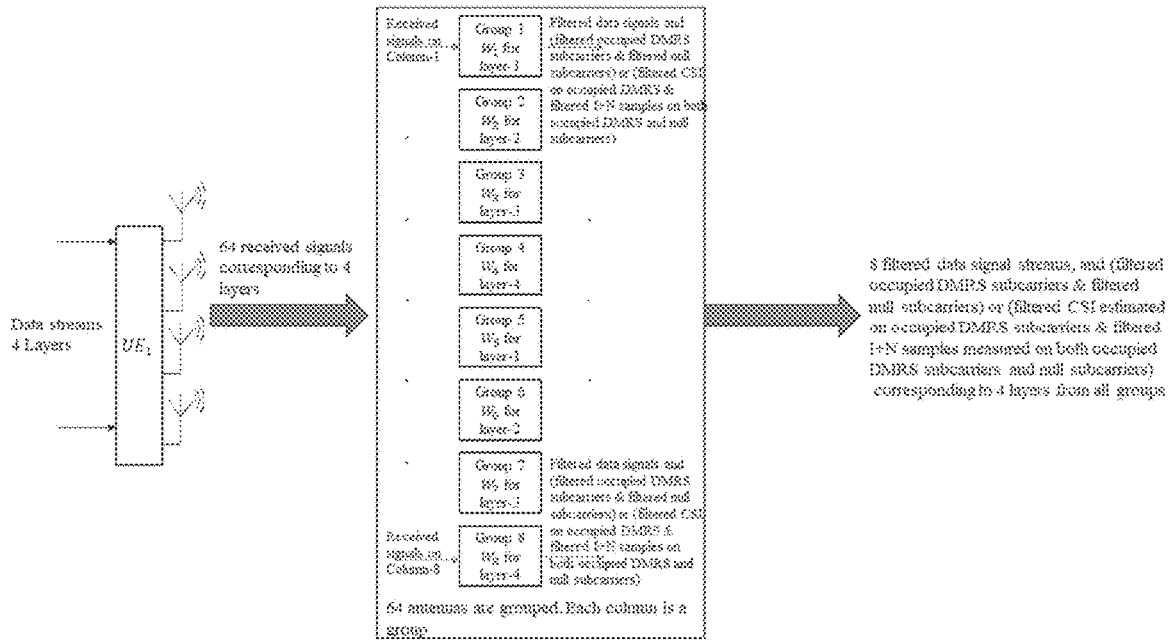 Data streams
4 Layers
UE₁
64 received signals
corresponding to 4
layers
Received
signals on
Column-1
Group 1
W₁ for
layer-1
Group 2
for
layer-2
Group 3
for
layer-3
Group 4
for
layer-4
Group 5
for
layer-1
Group 6
for
layer-2
Group 7
for
layer-3
Group 8
for
layer-4
Received
signals on
Column-8
Filtered data signals and
(filtered occupied DMRS
subcarriers & filtered null
subcarriers) or (filtered CSI
on occupied DMRS &
filtered I+N samples on both
occupied DMRS and null
subcarriers)
Filtered data signals and
(filtered occupied DMRS
subcarriers & filtered null
subcarriers) or (filtered CSI
on occupied DMRS &
filtered I+N samples on
both occupied DMRS and
null subcarriers)
64 antennas are grouped. Each column is a
group
8 filtered data signal streams, and (filtered
occupied DMRS subcarriers & filtered
null subcarriers) or (filtered CSI estimated
on occupied DMRS subcarriers & filtered
I+N samples measured on both occupied
DMRS subcarriers and null subcarriers)
corresponding to 4 layers from all groups